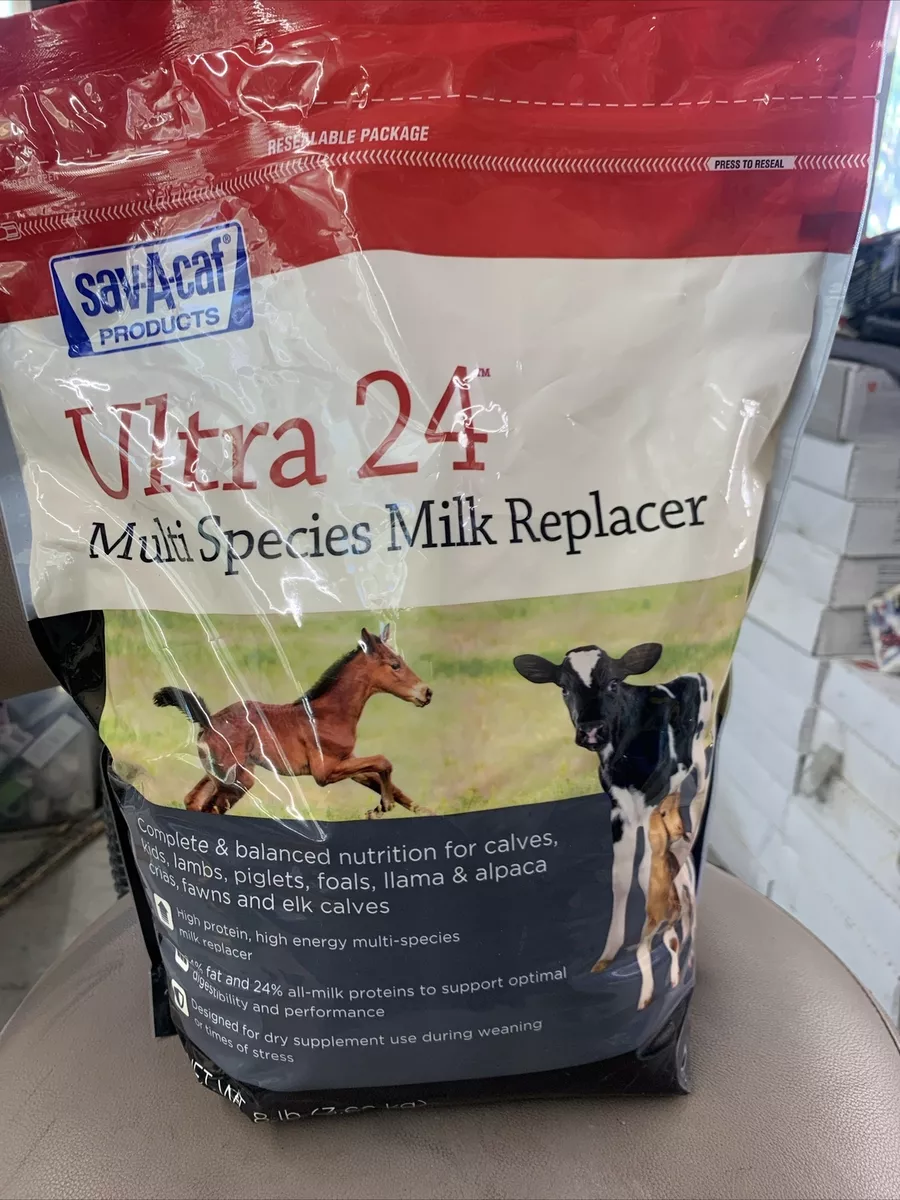 RESEALABLE PACKAGE
PRESS TO RESEAL
sav-A-caf®
PRODUCTS
Ultra 24™
Multi Species Milk Replacer
Complete & balanced nutrition for calves,
kids, lambs, piglets, foals, llama & alpaca
crias, fawns and elk calves
High protein, high energy multi-species
milk replacer
fat and 24% all-milk proteins to support optimal
digestibility and performance
Designed for dry supplement use during weaning
or times of stress
8 lb